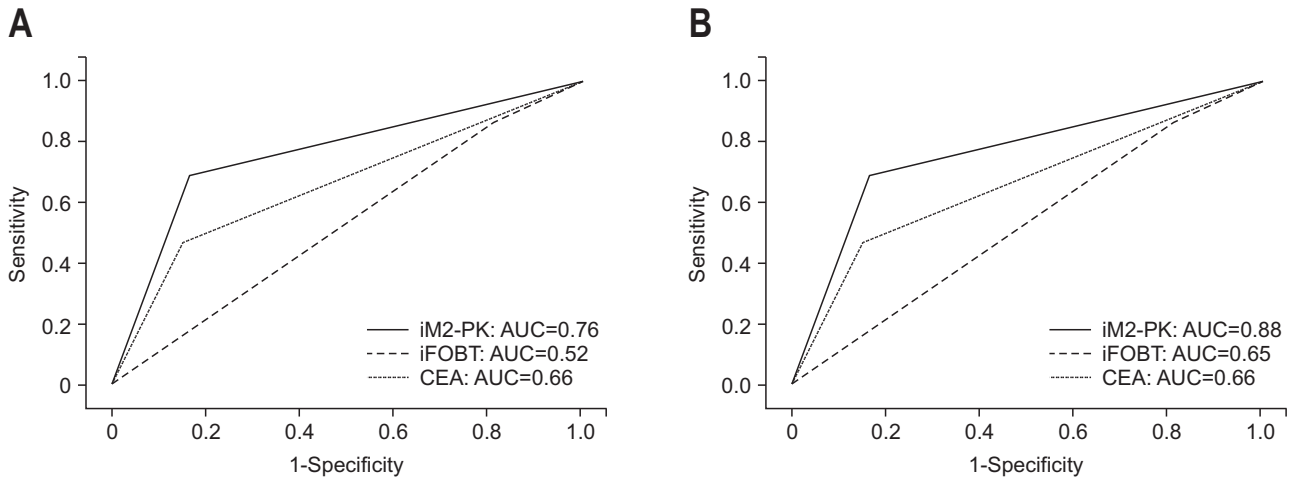 A
1.0
0.8
0.6
0.4
0.2
0
Sensitivity
iM2-PK: AUC=0.76
iFOBT: AUC=0.52
CEA: AUC=0.66
0 0.2 0.4 0.6 0.8 1.0
1-Specificity
B
1.0
0.8
0.6
0.4
0.2
0.0
Sensitivity
iM2-PK: AUC=0.88
iFOBT: AUC=0.65
CEA: AUC=0.66
0 0.2 0.4 0.6 0.8 1.0
1-Specificity